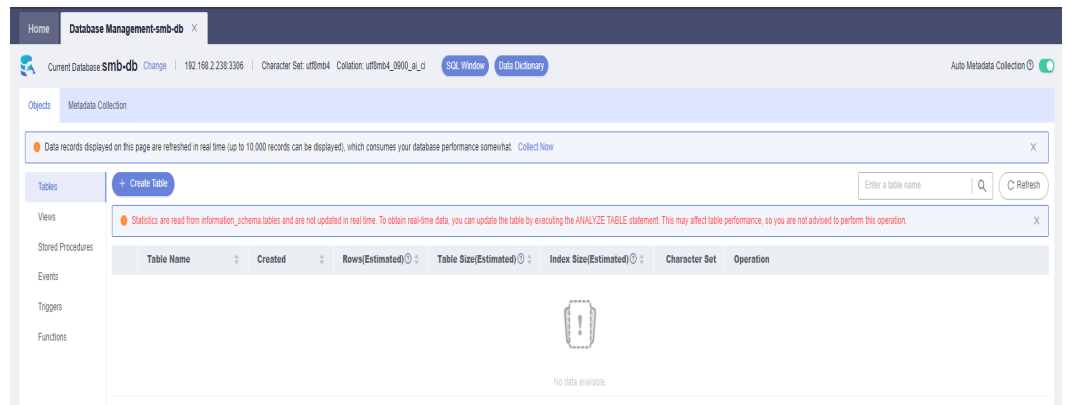 Home Database Management-smb-db ×
Current Database:smb-db Change | 192.168.2.238:3306 | Character Set: utf8mb4 Collation: utf8mb4_0900_ai_ci SQL Window Data Dictionary Auto Metadata Collection
Objects Metadata Collection
Data records displayed on this page are refreshed in real time (up to 10,000 records can be displayed), which consumes your database performance somewhat. Collect Now X
Tables + Create Table Enter a table name. Refresh
Views
Statistics are read from information_schema.tables and are not updated in real time. To obtain real-time data, you can update the table by executing the ANALYZE TABLE statement. This may affect table performance, so you are not advised to perform this operation. X
Stored Procedures
Table Name Created Rows(Estimated) Table Size(Estimated) Index Size(Estimated) Character Set Operation
Events
Triggers
Functions
No data available